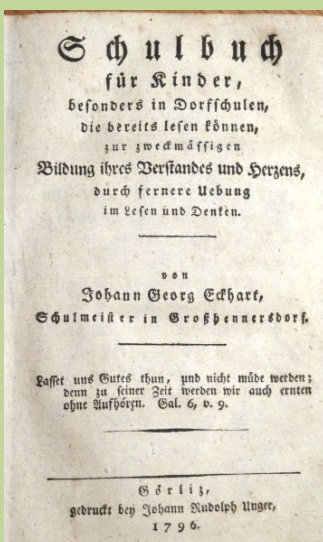 Schulbuch
für Kinder,
besonders in Dorfschulen,
die bereits lesen können,
zur zweckmässigen
Bildung ihres Verstandes und Herzens,
durch fernere Uebung
im Lesen und Denken.
von
Johann Georg Eckhart,
Schulmeister in Großhennersdorf.
Lasset uns Gutes thun, und nicht müde werden;
denn zu seiner Zeit werden wir auch ernten
ohne Aufhören. Gal. 6, v. 9.
Görliz,
gedruckt bey Johann Rudolph Unger,
1796.